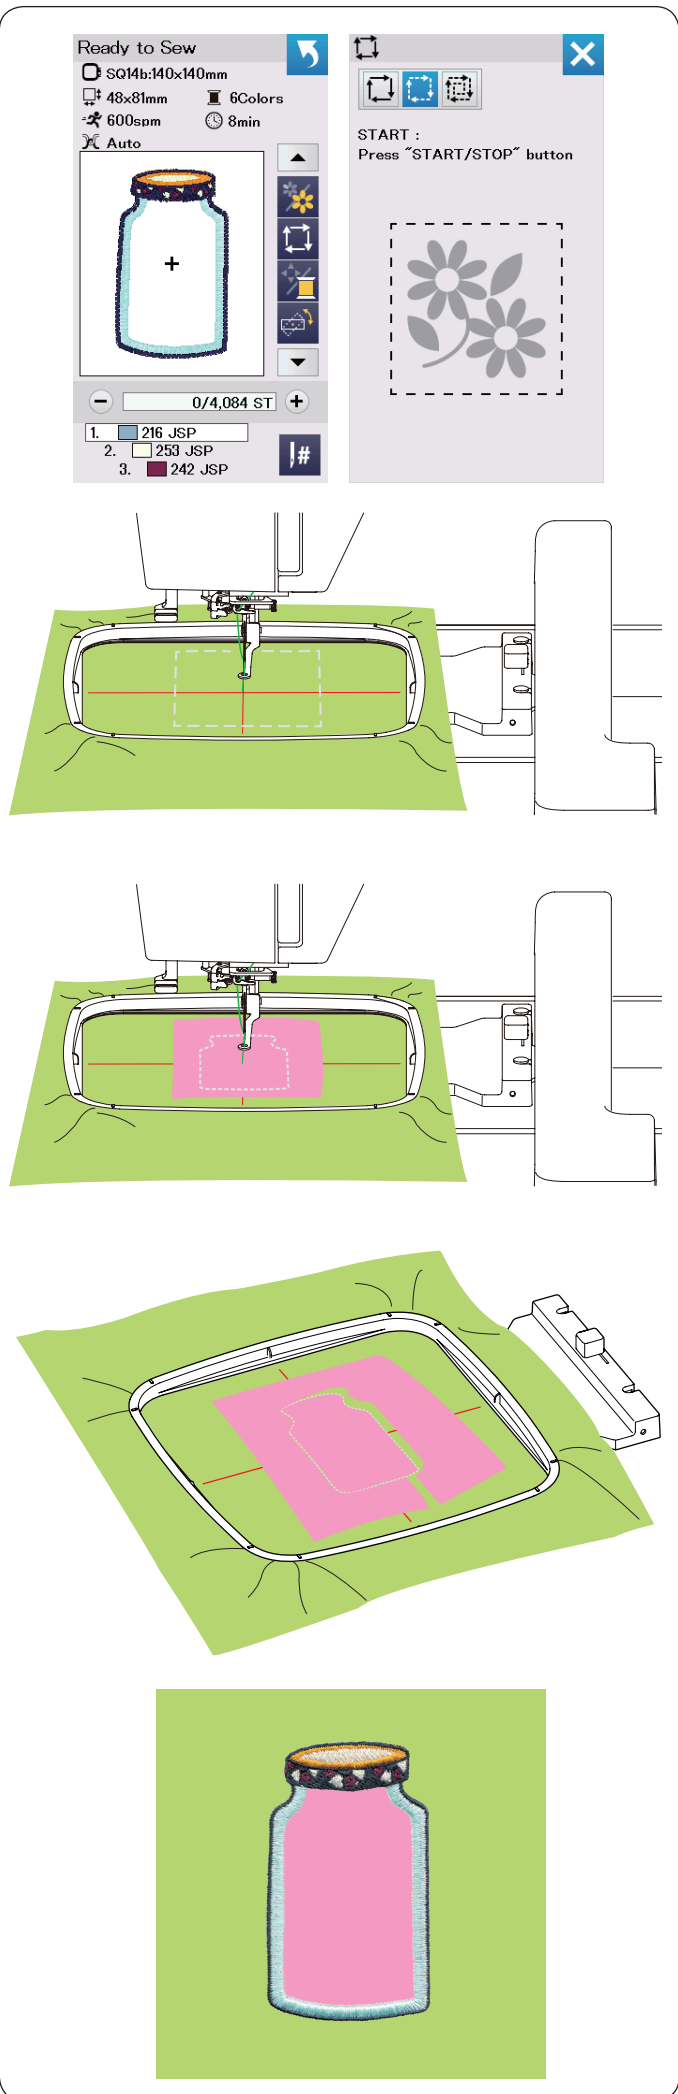 Ready to Sew
SQ14b:140x140mm
48x81mm 6Colors
600spm 8min
Auto
0/4,084 ST
1. 216 JSP
2. 253 JSP
3. 242 JSP
#
START :
Press "START/STOP" button